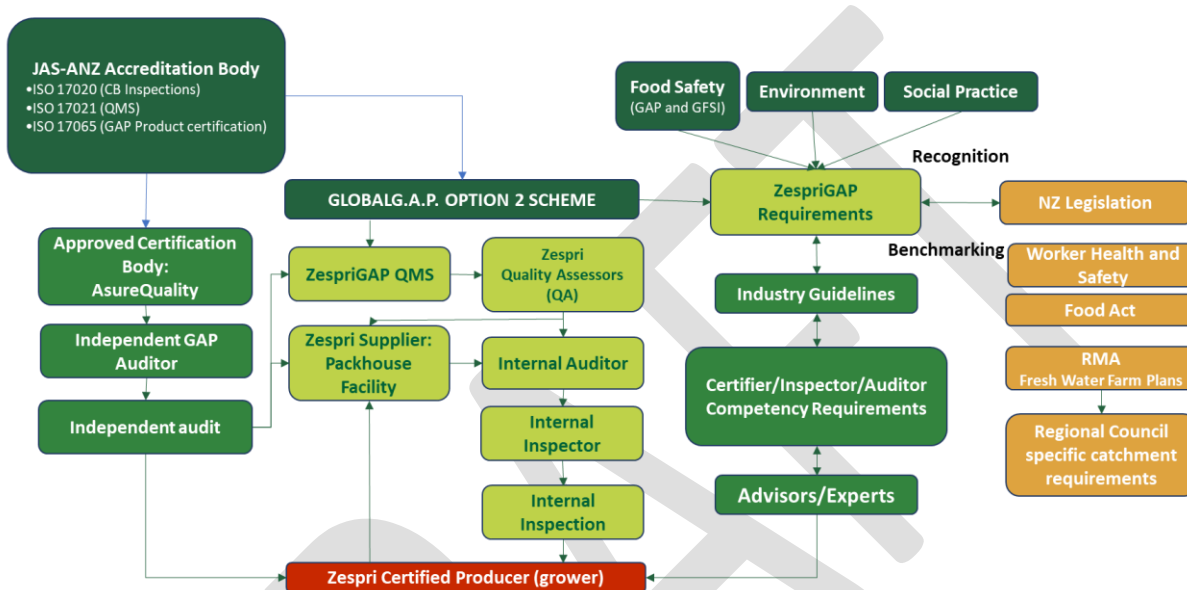 JAS-ANZ Accreditation Body
•ISO 17020 (CB Inspections)
•ISO 17021 (QMS)
•ISO 17065 (GAP Product certification)
Food Safety
(GAP and GFSI)
Environment
Social Practice
Recognition
GLOBALG.A.P. OPTION 2 SCHEME
ZespriGAP
Requirements
NZ Legislation
Approved Certification
Body:
AsureQuality
ZespriGAP QMS
Zespri
Quality Assessors
(QA)
Benchmarking
Worker Health and
Safety
Industry Guidelines
Food Act
Independent GAP
Auditor
Zespri Supplier:
Packhouse
Facility
Internal Auditor
RMA
Fresh Water Farm Plans
Certifier/Inspector/Auditor
Competency Requirements
Independent audit
Internal
Inspector
Regional Council
specific catchment
requirements
Internal
Inspection
Advisors/Experts
Zespri Certified Producer (grower)